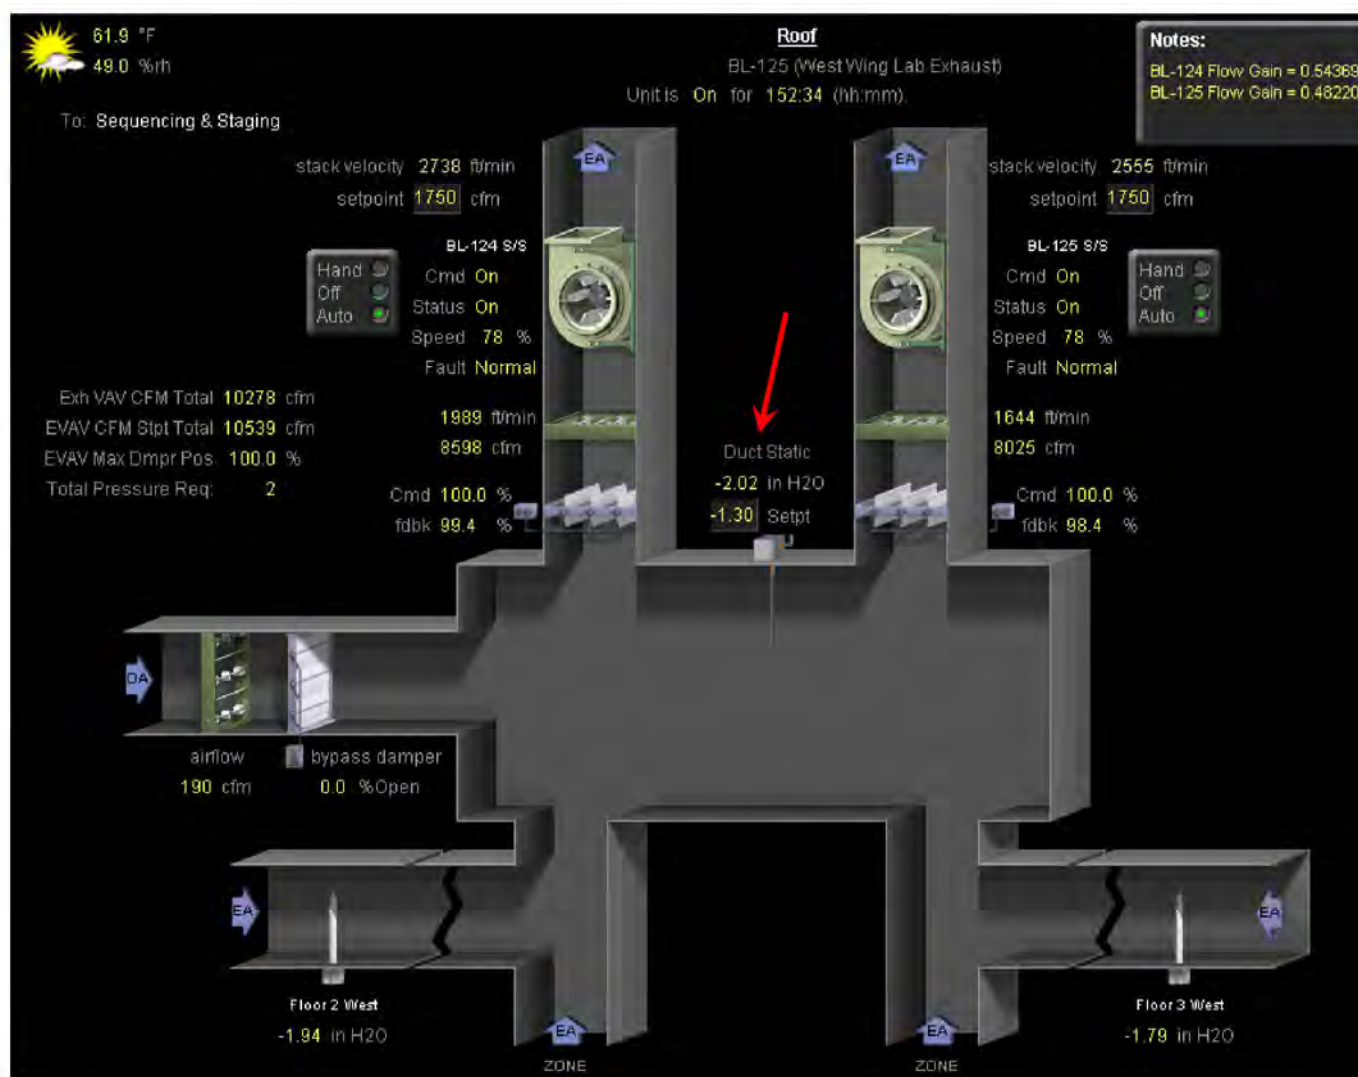 61.9 °F
49.0 %rh
To: Sequencing & Staging
Roof
BL-125 (West Wing Lab Exhaust)
Unit is On for 152:34 (hh:mm).
Notes:
BL-124 Flow Gain = 0.54369
BL-125 Flow Gain = 0.48220
EA
EA
stack velocity 2738 ft/min
setpoint 1750 cfm
stack velocity 2555 ft/min
setpoint 1750 cfm
BL-124 S/S
Cmd On
Status On
Speed 78 %
Fault Normal
Hand
Off
Auto
BL-125 S/S
Cmd On
Status On
Speed 78 %
Fault Normal
Hand
Off
Auto
Exh VAV CFM Total 10278 cfm
EVAV CFM Stpt Total 10539 cfm
EVAV Max Dmpr Pos 100.0 %
Total Pressure Req: 2
1989 ft/min
8598 cfm
Cmd 100.0 %
fdbk 99.4 %
Duct Static
-2.02 in H2O
-1.30 Setpt
1644 ft/min
8025 cfm
Cmd 100.0 %
fdbk 98.4 %
OA
airflow
190 cfm
bypass damper
0.0 %Open
EA
EA
Floor 2 West
-1.94 in H2O
Floor 3 West
-1.79 in H2O
EA
ZONE
EA
ZONE